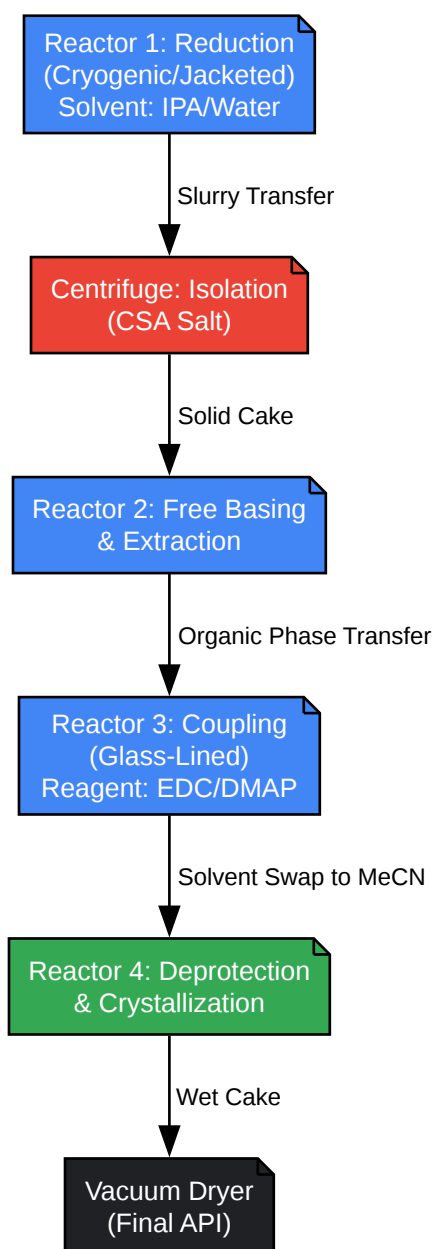 Reactor 1: Reduction
(Cryogenic/Jacketed)
Solvent: IPA/Water
Slurry Transfer
Centrifuge: Isolation
(CSA Salt)
Solid Cake
Reactor 2: Free Basing
& Extraction
Organic Phase Transfer
Reactor 3: Coupling
(Glass-Lined)
Reagent: EDC/DMAP
Solvent Swap to MeCN
Reactor 4: Deprotection
& Crystallization
Wet Cake
Vacuum Dryer
(Final API)